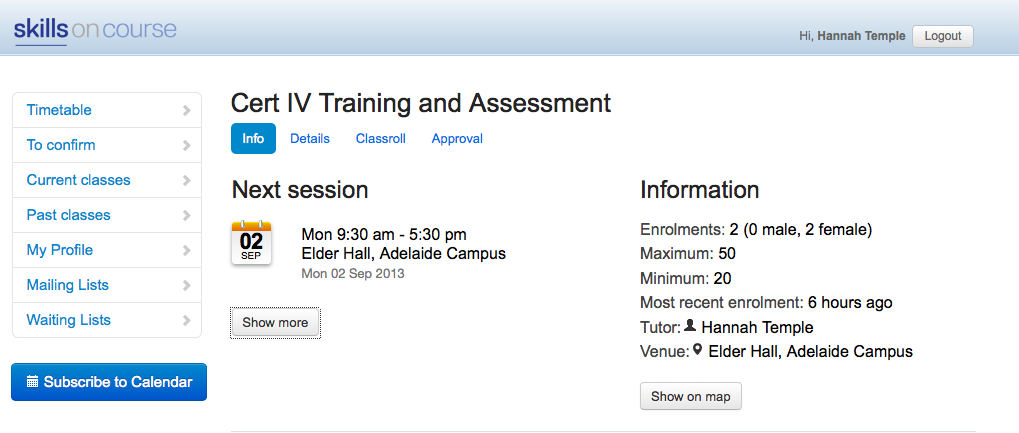 skillsoncourse
Hi, Hannah Temple
Logout
Timetable
To confirm
Current classes
Past classes
My Profile
Mailing Lists
Waiting Lists
Subscribe to Calendar
Cert IV Training and Assessment
Info Details Classroll Approval
Next session
02
SEP
Mon 9:30 am - 5:30 pm
Elder Hall, Adelaide Campus
Mon 02 Sep 2013
Show more
Information
Enrolments: 2 (0 male, 2 female)
Maximum: 50
Minimum: 20
Most recent enrolment: 6 hours ago
Tutor: Hannah Temple
Venue: Elder Hall, Adelaide Campus
Show on map